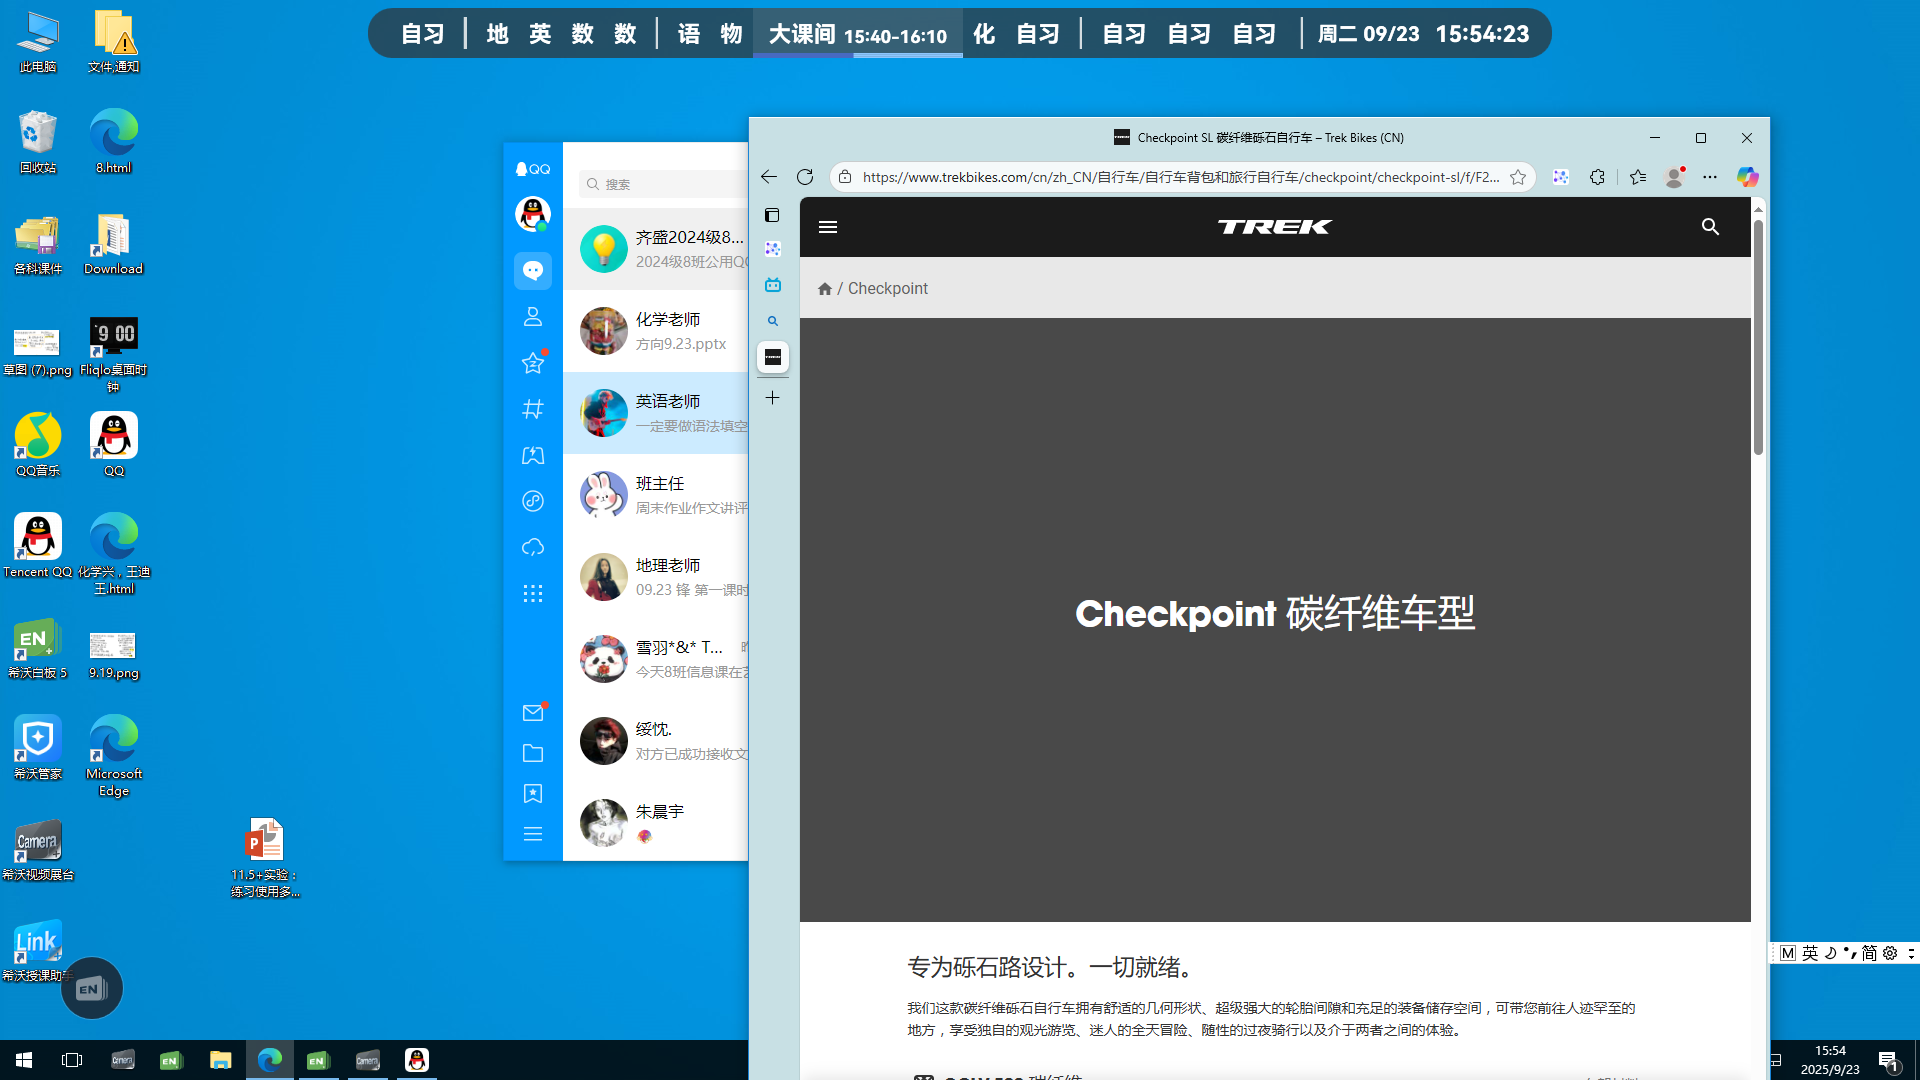 自习 | 地 英 数 数 | 语 物 大课间 15:40-16:10 化 自习 | 自习 自习 自习 | 周二 09/23 15:54:23
此电脑
文件,通知
回收站
8.html
各科课件
Download
草图 (7).png
Fliqlo桌面时
钟
QQ音乐
QQ
Tencent QQ
化学兴，王迪
王.html
希沃白板 5
9.19.png
希沃管家
Microsoft
Edge
希沃视频展台
11.5+实验：
练习使用多...
希沃授课助手
QQ
搜索
齐盛2024级8...
2024级8班公用QQ
化学老师
方向9.23.pptx
英语老师
一定要做语法填空
班主任
周末作业作文讲评
地理老师
09.23 锋 第一课时
雪羽*&* T...
今天8班信息课在
绥忱.
对方已成功接收文
朱晨宇
Checkpoint SL 碳纤维砾石自行车 – Trek Bikes (CN)
https://www.trekbikes.com/cn/zh_CN/自行车/自行车背包和旅行自行车/checkpoint/checkpoint-sl/f/F2...
TREK
/ Checkpoint
Checkpoint 碳纤维车型
专为砾石路设计。一切就绪。
我们这款碳纤维砾石自行车拥有舒适的几何形状、超级强大的轮胎间隙和充足的装备储存空间，可带您前往人迹罕至的
地方，享受独自的观光游览、迷人的全天冒险、随性的过夜骑行以及介于两者之间的体验。
M 英 简
15:54
2025/9/23
1